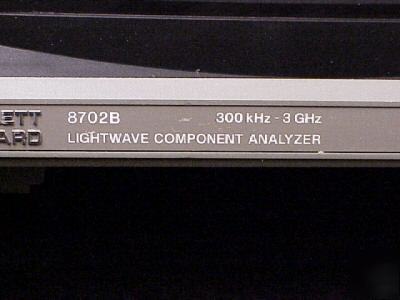 ETT 8702B 300 kHz - 3 GHz
ARD LIGHTWAVE COMPONENT ANALYZER